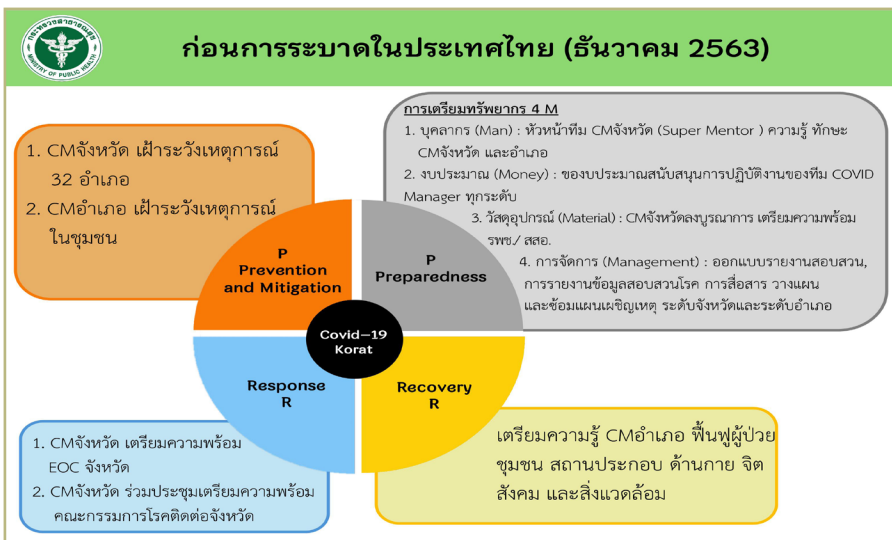 กระทรวงสาธารณสุข
MINISTRY OF PUBLIC HEALTH
ก่อนการระบาดในประเทศไทย (ธันวาคม 2563)
1. CMจังหวัด เฝ้าระวังเหตุการณ์
32 อำเภอ
2. CMอำเภอ เฝ้าระวังเหตุการณ์
ในชุมชน
การเตรียมทรัพยากร 4 M
1. บุคลากร (Man) : หัวหน้าทีม CMจังหวัด (Super Mentor ) ความรู้ ทักษะ
CMจังหวัด และอำเภอ
2. งบประมาณ (Money) : ของบประมาณสนับสนุนการปฏิบัติงานของทีม COVID
Manager ทุกระดับ
3. วัสดุอุปกรณ์ (Material) : CMจังหวัดลงบูรณาการ เตรียมความพร้อม
รพช./ สสอ.
4. การจัดการ (Management) : ออกแบบรายงานสอบสวน,
การรายงานข้อมูลสอบสวนโรค การสื่อสาร วางแผน
และซ้อมแผนเผชิญเหตุ ระดับจังหวัดและระดับอำเภอ
P
Prevention
and Mitigation
P
Preparedness
Covid-19
Korat
Response
R
Recovery
R
1. CMจังหวัด เตรียมความพร้อม
EOC จังหวัด
2. CMจังหวัด ร่วมประชุมเตรียมความพร้อม
คณะกรรมการโรคติดต่อจังหวัด
เตรียมความรู้ CMอำเภอ ฟื้นฟูผู้ป่วย
ชุมชน สถานประกอบ ด้านกาย จิต
สังคม และสิ่งแวดล้อม